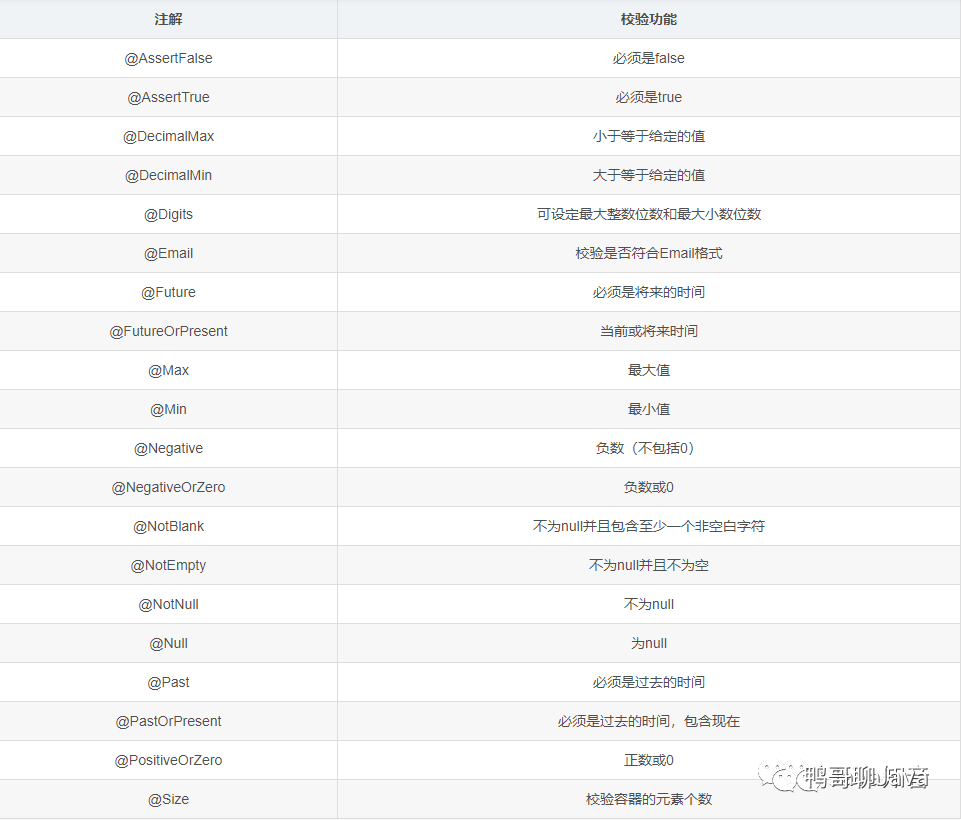 注解 校验功能
@AssertFalse 必须是false
@AssertTrue 必须是true
@DecimalMax 小于等于给定的值
@DecimalMin 大于等于给定的值
@Digits 可设定最大整数位数和最大小数位数
@Email 校验是否符合Email格式
@Future 必须是将来的时间
@FutureOrPresent 当前或将来时间
@Max 最大值
@Min 最小值
@Negative 负数（不包括0）
@NegativeOrZero 负数或0
@NotBlank 不为null并且包含至少一个非空白字符
@NotEmpty 不为null并且不为空
@NotNull 不为null
@Null 为null
@Past 必须是过去的时间
@PastOrPresent 必须是过去的时间，包含现在
@PositiveOrZero 正数或0
鸭哥聊Java
@Size 校验容器的元素个数